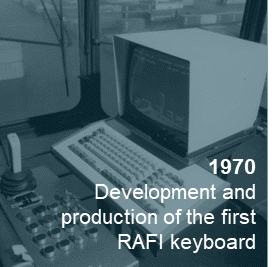 1970
Development and
production of the first
RAFI keyboard